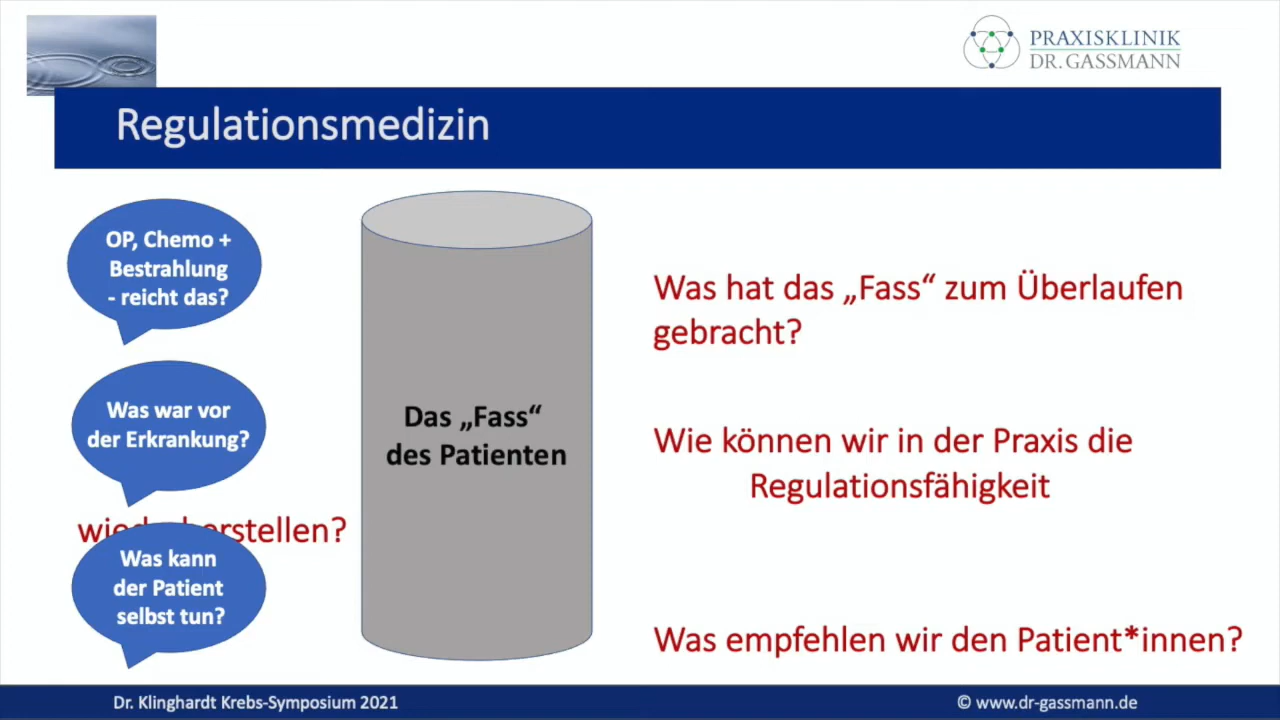 PRAXISKLINIK
DR. GASSMANN
Regulationsmedizin
OP, Chemo +
Bestrahlung
- reicht das?
Was war vor
der Erkrankung?
Was kann
der Patient
selbst tun?
Das „Fass“
des Patienten
Was hat das „Fass“ zum Überlaufen
gebracht?
Wie können wir in der Praxis die
Regulationsfähigkeit
wiederherstellen?
Was empfehlen wir den Patient*innen?
Dr. Klinghardt Krebs-Symposium 2021
© www.dr-gassmann.de